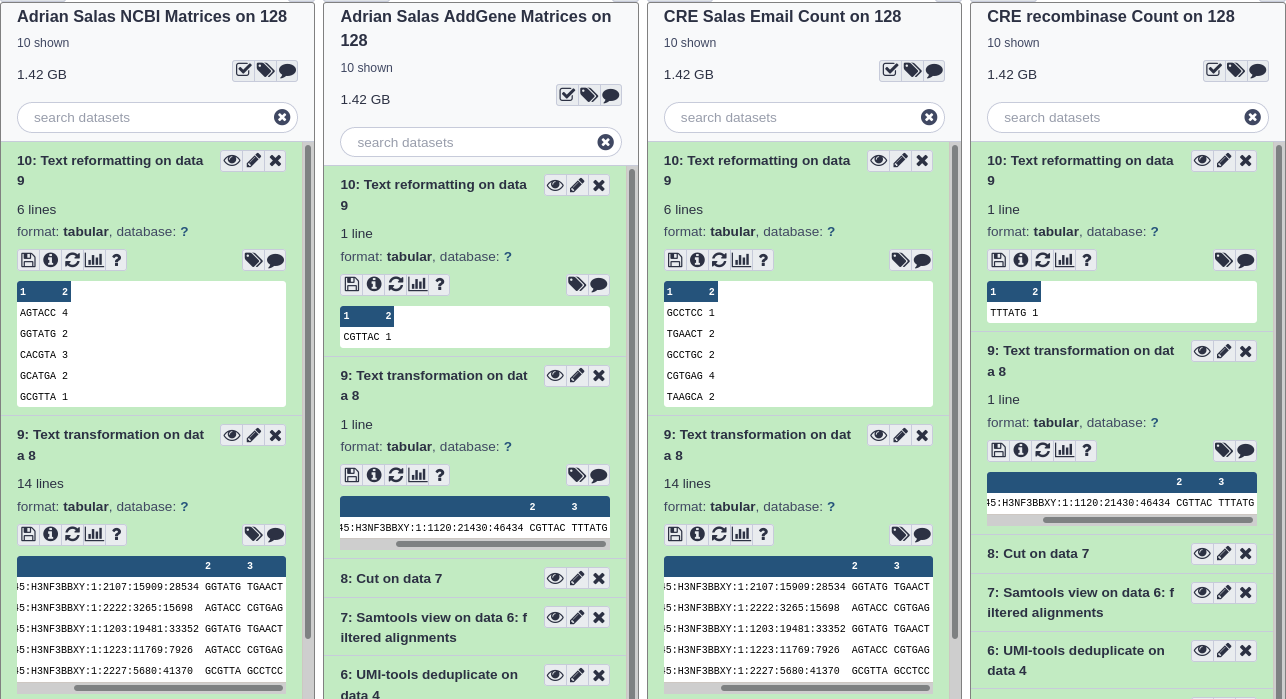 Adrian Salas NCBI Matrices on 128
10 shown
1.42 GB
search datasets
10: Text reformatting on data
9
6 lines
format: tabular, database: ?
1 2
AGTACC 4
GGTATG 2
CACGTA 3
GCATGA 2
GCGTTA 1
9: Text transformation on dat
a 8
14 lines
format: tabular, database: ?
2 3
45:H3NF3BBXY:1:2107:15909:28534 GGTATG TGAACT
45:H3NF3BBXY:1:2222:3265:15698 AGTACC CGTGAG
45:H3NF3BBXY:1:1203:19481:33352 GGTATG TGAACT
45:H3NF3BBXY:1:1223:11769:7926 AGTACC CGTGAG
45:H3NF3BBXY:1:2227:5680:41370 GCGTTA GCCTCC
Adrian Salas AddGene Matrices on
128
10 shown
1.42 GB
search datasets
10: Text reformatting on data
9
1 line
format: tabular, database: ?
1 2
CGTTAC 1
9: Text transformation on dat
a 8
1 line
format: tabular, database: ?
2 3
45:H3NF3BBXY:1:1120:21430:46434 CGTTAC TTTATG
8: Cut on data 7
7: Samtools view on data 6: f
iltered alignments
6: UMI-tools deduplicate on
data 4
CRE Salas Email Count on 128
10 shown
1.42 GB
search datasets
10: Text reformatting on data
9
6 lines
format: tabular, database: ?
1 2
GCCTCC 1
TGAACT 2
GCCTGC 2
CGTGAG 4
TAAGCA 2
9: Text transformation on dat
a 8
14 lines
format: tabular, database: ?
2 3
45:H3NF3BBXY:1:2107:15909:28534 GGTATG TGAACT
45:H3NF3BBXY:1:2222:3265:15698 AGTACC CGTGAG
45:H3NF3BBXY:1:1203:19481:33352 GGTATG TGAACT
45:H3NF3BBXY:1:1223:11769:7926 AGTACC CGTGAG
45:H3NF3BBXY:1:2227:5680:41370 GCGTTA GCCTCC
CRE recombinase Count on 128
10 shown
1.42 GB
search datasets
10: Text reformatting on data
9
1 line
format: tabular, database: ?
1 2
TTTATG 1
9: Text transformation on dat
a 8
1 line
format: tabular, database: ?
2 3
45:H3NF3BBXY:1:1120:21430:46434 CGTTAC TTTATG
8: Cut on data 7
7: Samtools view on data 6: f
iltered alignments
6: UMI-tools deduplicate on
data 4